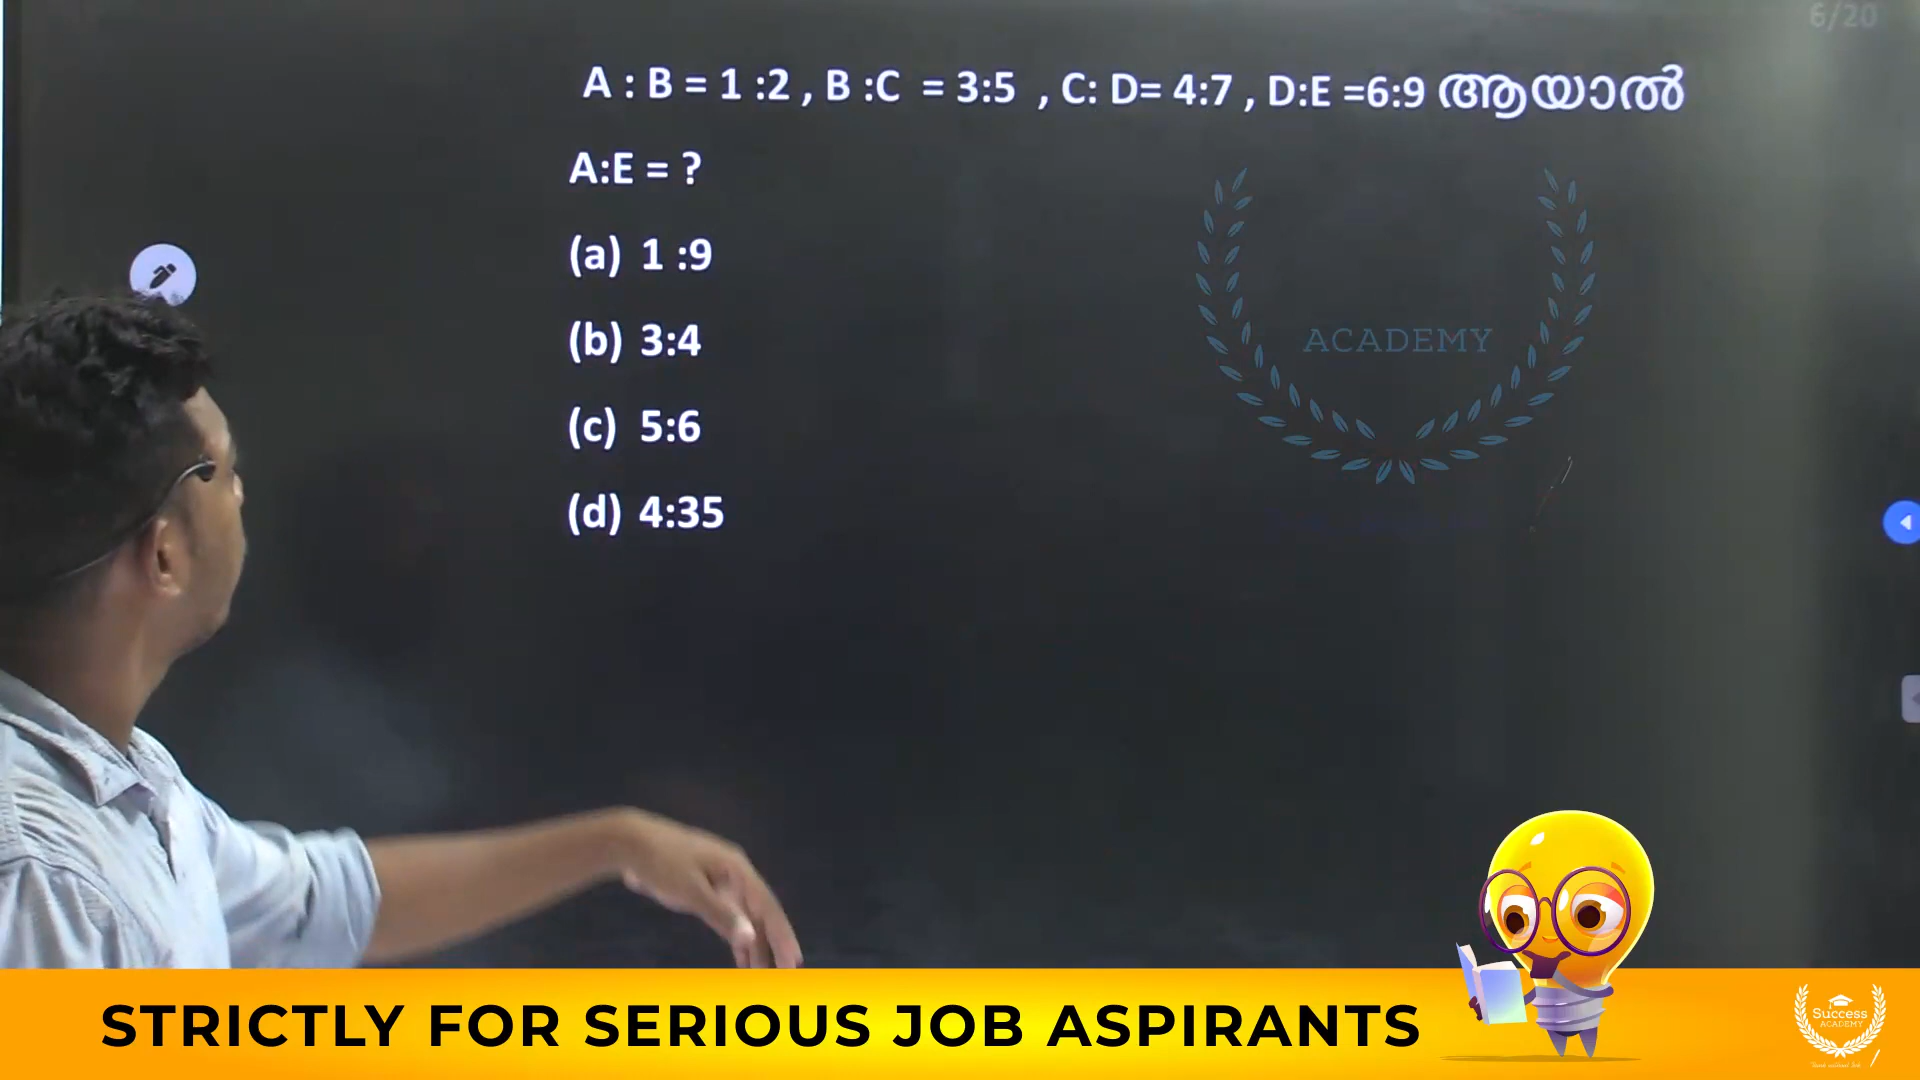 6/20
A : B = 1 :2 , B :C = 3:5 , C: D= 4:7 , D:E =6:9 ആയാൽ
A:E = ?
(a) 1 :9
(b) 3:4
(c) 5:6
(d) 4:35
ACADEMY
STRICTLY FOR SERIOUS JOB ASPIRANTS
Success
ACADEMY